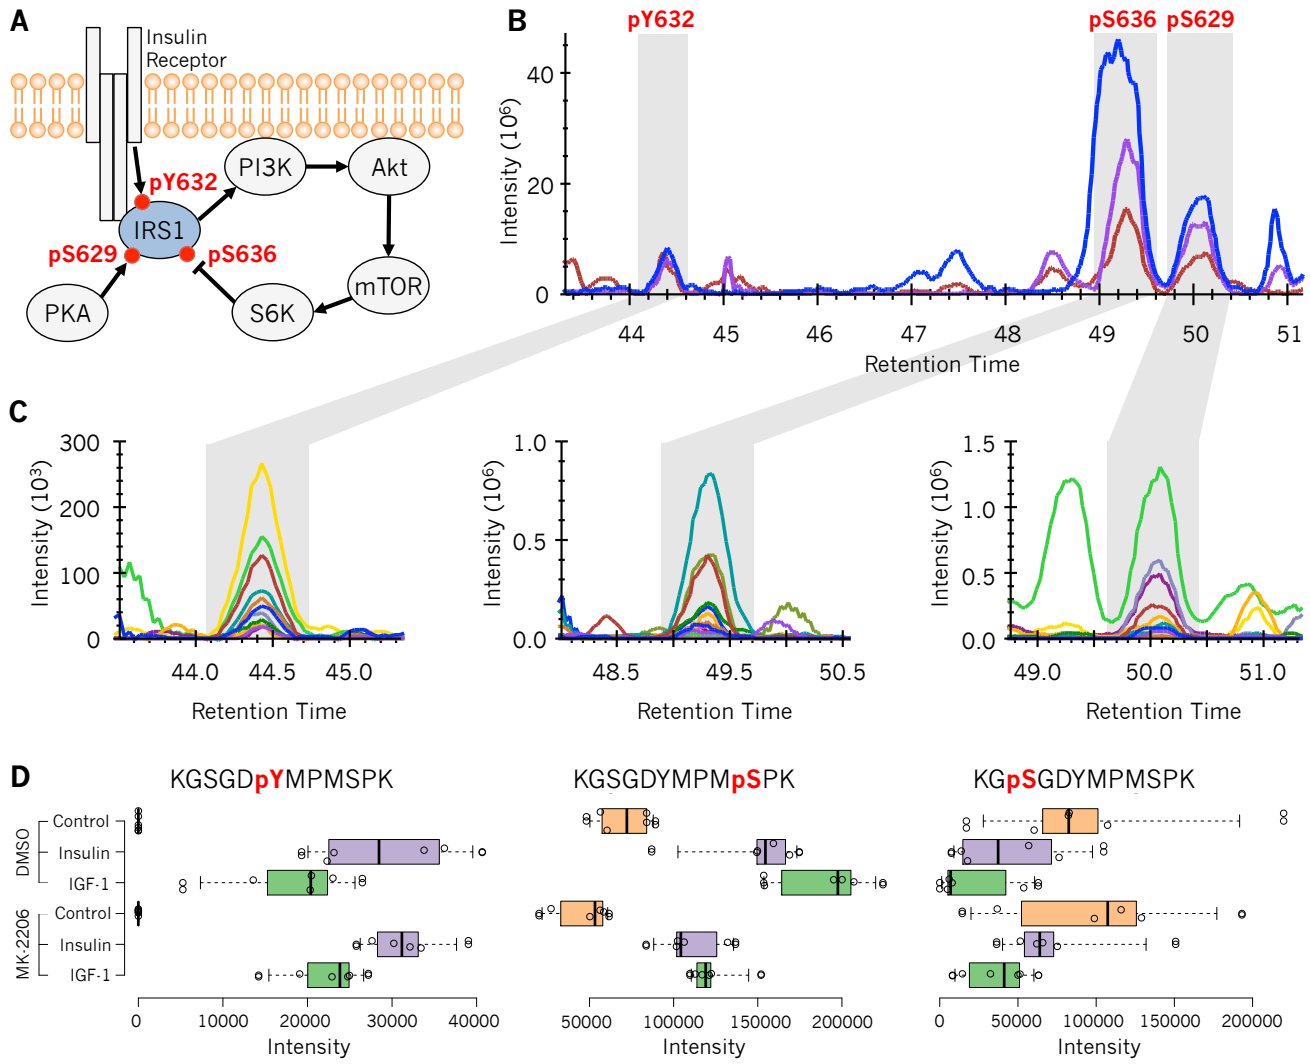 A
Insulin
Receptor
PI3K
Akt
pY632
IRS1
pS629
pS636
mTOR
PKA
S6K
B
pY632
pS636
pS629
Intensity (10⁶)
40
20
0
44
45
46
47
48
49
50
51
Retention Time
C
Intensity (10³)
300
200
100
0
44.0
44.5
45.0
Retention Time
Intensity (10⁶)
1.0
0.5
0.0
48.5
49.5
50.5
Retention Time
Intensity (10⁶)
1.5
1.0
0.5
0.0
49.0
50.0
51.0
Retention Time
D
KGSGDpYMPMSPK
KGSGDYMPMpSPK
KGpSGDYMPMSPK
DMSO
Control
Insulin
IGF-1
MK-2206
Control
Insulin
IGF-1
0
10000
20000
30000
40000
Intensity
50000
100000
150000
200000
Intensity
0
50000
100000
150000
200000
Intensity